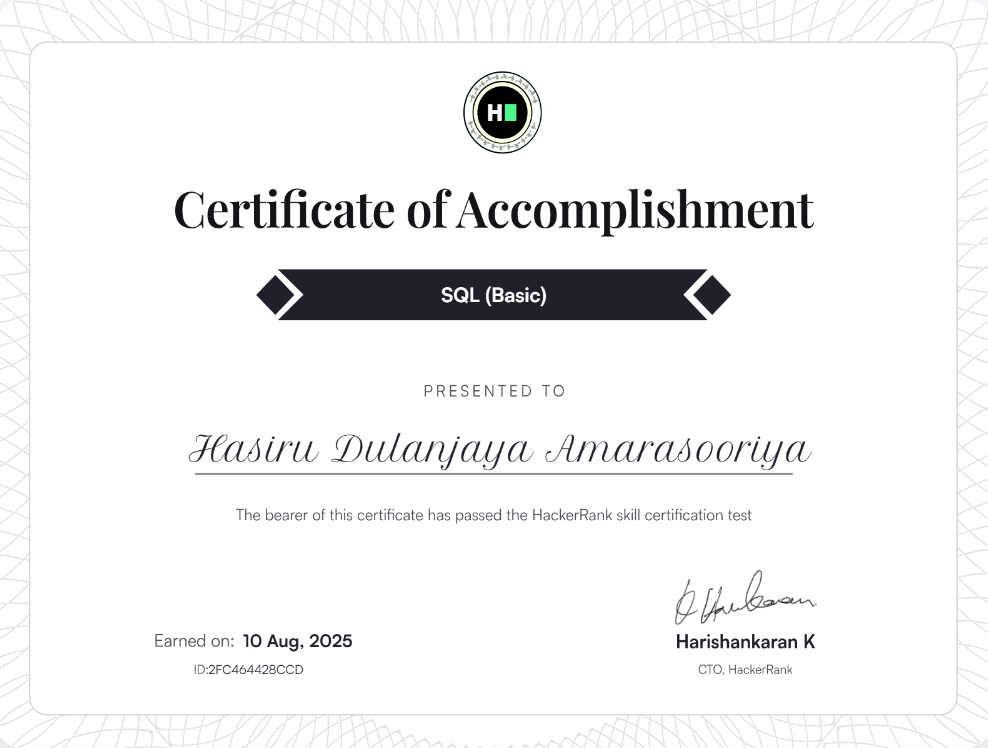 H
Certificate of Accomplishment
SQL (Basic)
PRESENTED TO
Hasiru Dulanjaya Amarasooriya
The bearer of this certificate has passed the HackerRank skill certification test
Earned on: 10 Aug, 2025
Harishankaran K
ID:2FC464428CCD
CTO, HackerRank